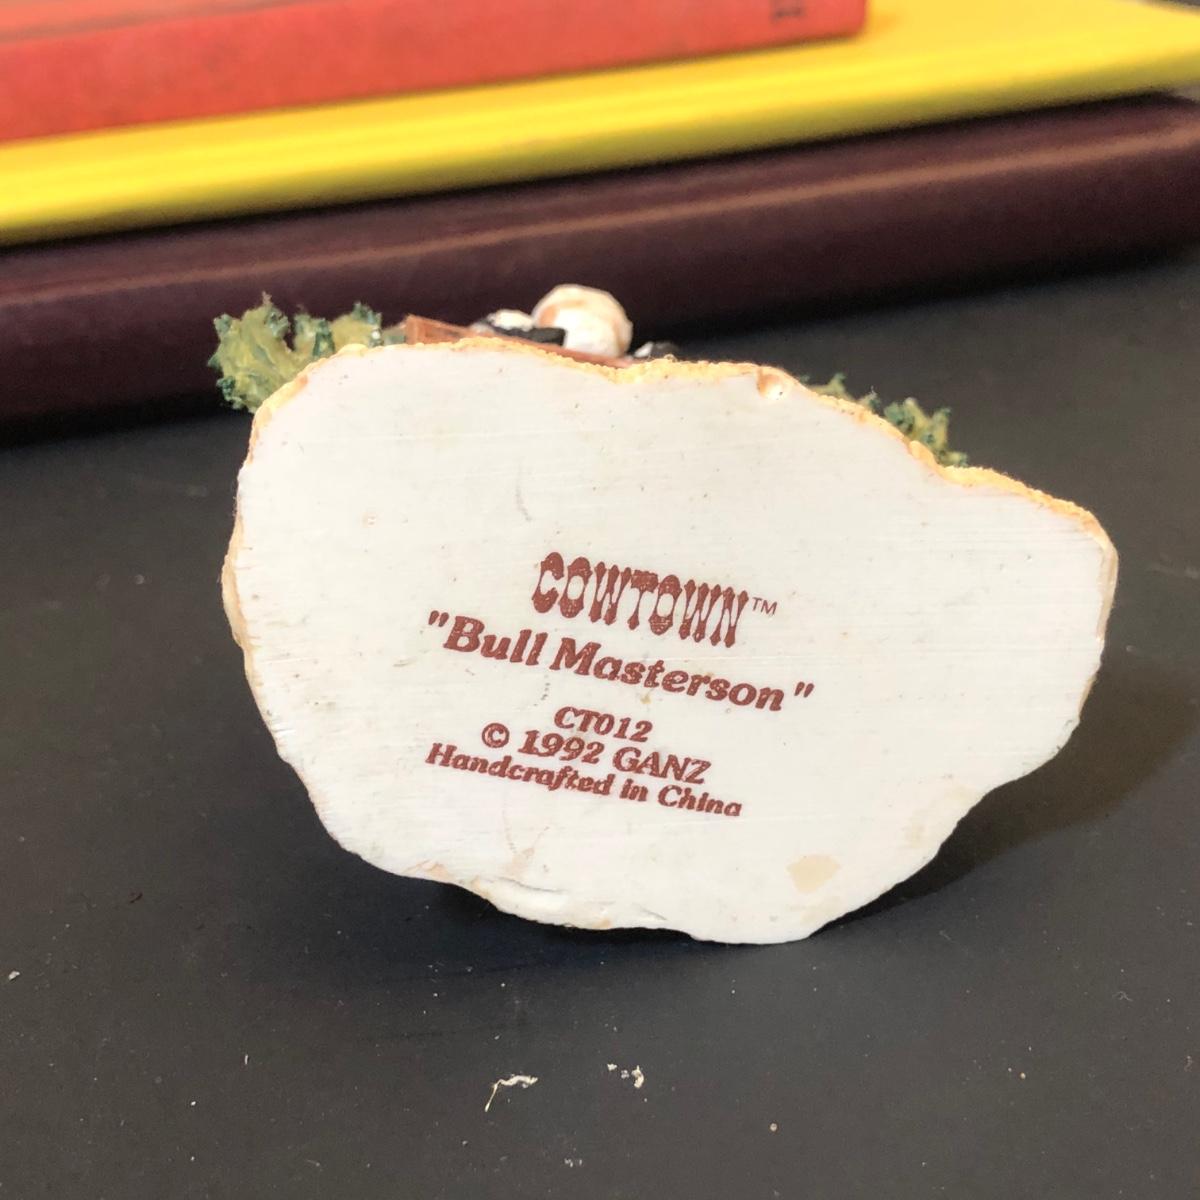 COWTOWN™
"Bull Masterson"
CT012
© 1992 GANZ
Handcrafted in China